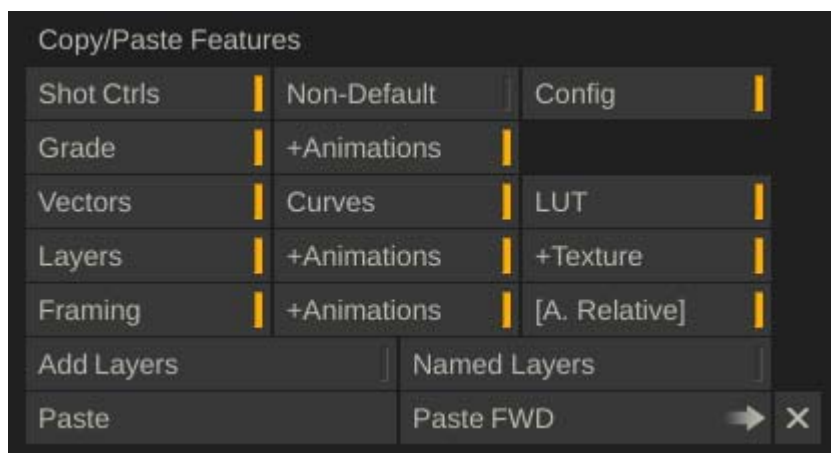 Copy/Paste Features
Shot Ctrls Non-Default Config
Grade +Animations
Vectors Curves LUT
Layers +Animations +Texture
Framing +Animations [A. Relative]
Add Layers Named Layers
Paste Paste FWD